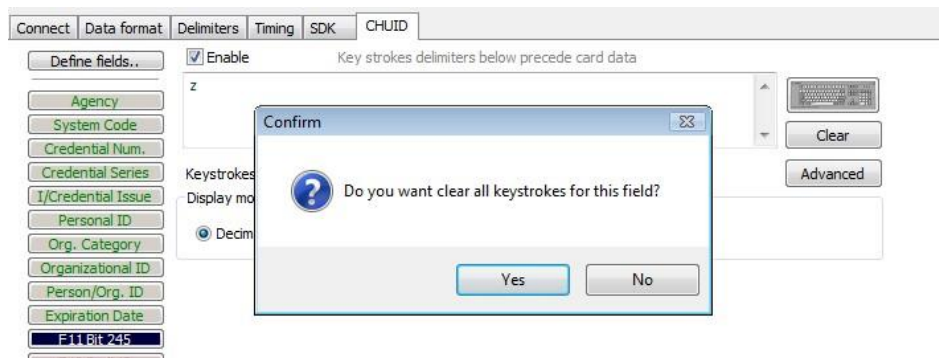 Connect Data format Delimiters Timing SDK CHUID
Define fields.. Enable Key strokes delimiters below precede card data
Agency
System Code
Credential Num.
Credential Series
I/Credential Issue
Personal ID
Org. Category
Organizational ID
Person/Org. ID
Expiration Date
F11 Bit 245
z
Clear
Advanced
Keystrokes
Display mo
Decim
Confirm
Do you want clear all keystrokes for this field?
Yes No